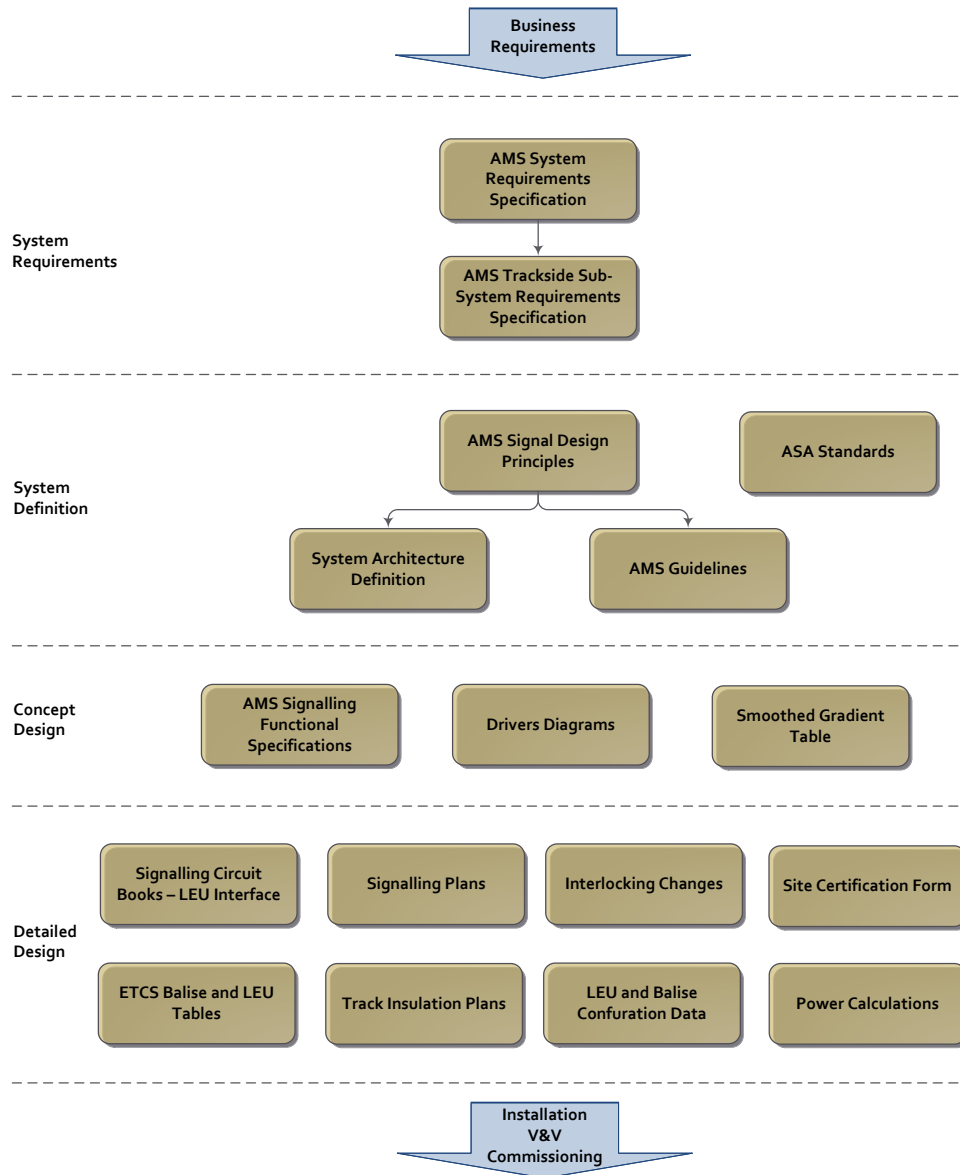 Business
Requirements
System
Requirements
AMS System
Requirements
Specification
AMS Trackside Sub-
System Requirements
Specification
System
Definition
AMS Signal Design
Principles
ASA Standards
System Architecture
Definition
AMS Guidelines
Concept
Design
AMS Signalling
Functional
Specifications
Drivers Diagrams
Smoothed Gradient
Table
Detailed
Design
Signalling Circuit
Books – LEU Interface
Signalling Plans
Interlocking Changes
Site Certification Form
ETCS Balise and LEU
Tables
Track Insulation Plans
LEU and Balise
Confuration Data
Power Calculations
Installation
V&V
Commissioning